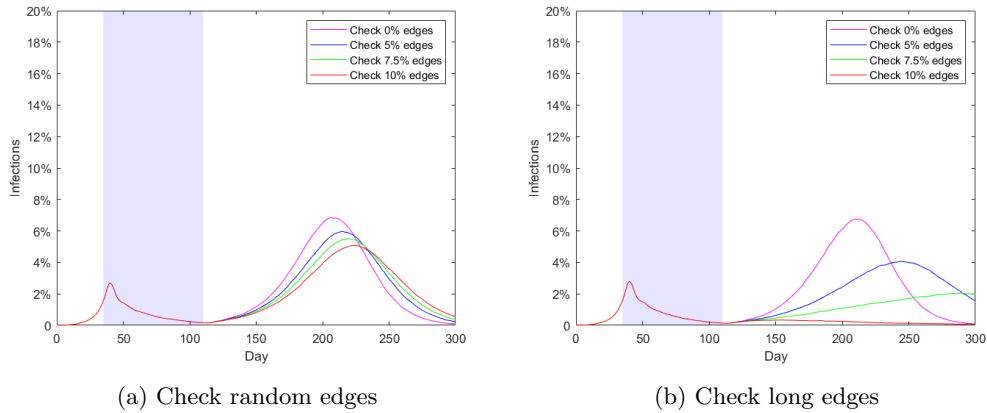 20%
18%
16%
14%
12%
10%
8%
6%
4%
2%
0
Infections
0 50 100 150 200 250 300
Day
Check 0% edges
Check 5% edges
Check 7.5% edges
Check 10% edges
(a) Check random edges
20%
18%
16%
14%
12%
10%
8%
6%
4%
2%
0
Infections
0 50 100 150 200 250 300
Day
Check 0% edges
Check 5% edges
Check 7.5% edges
Check 10% edges
(b) Check long edges